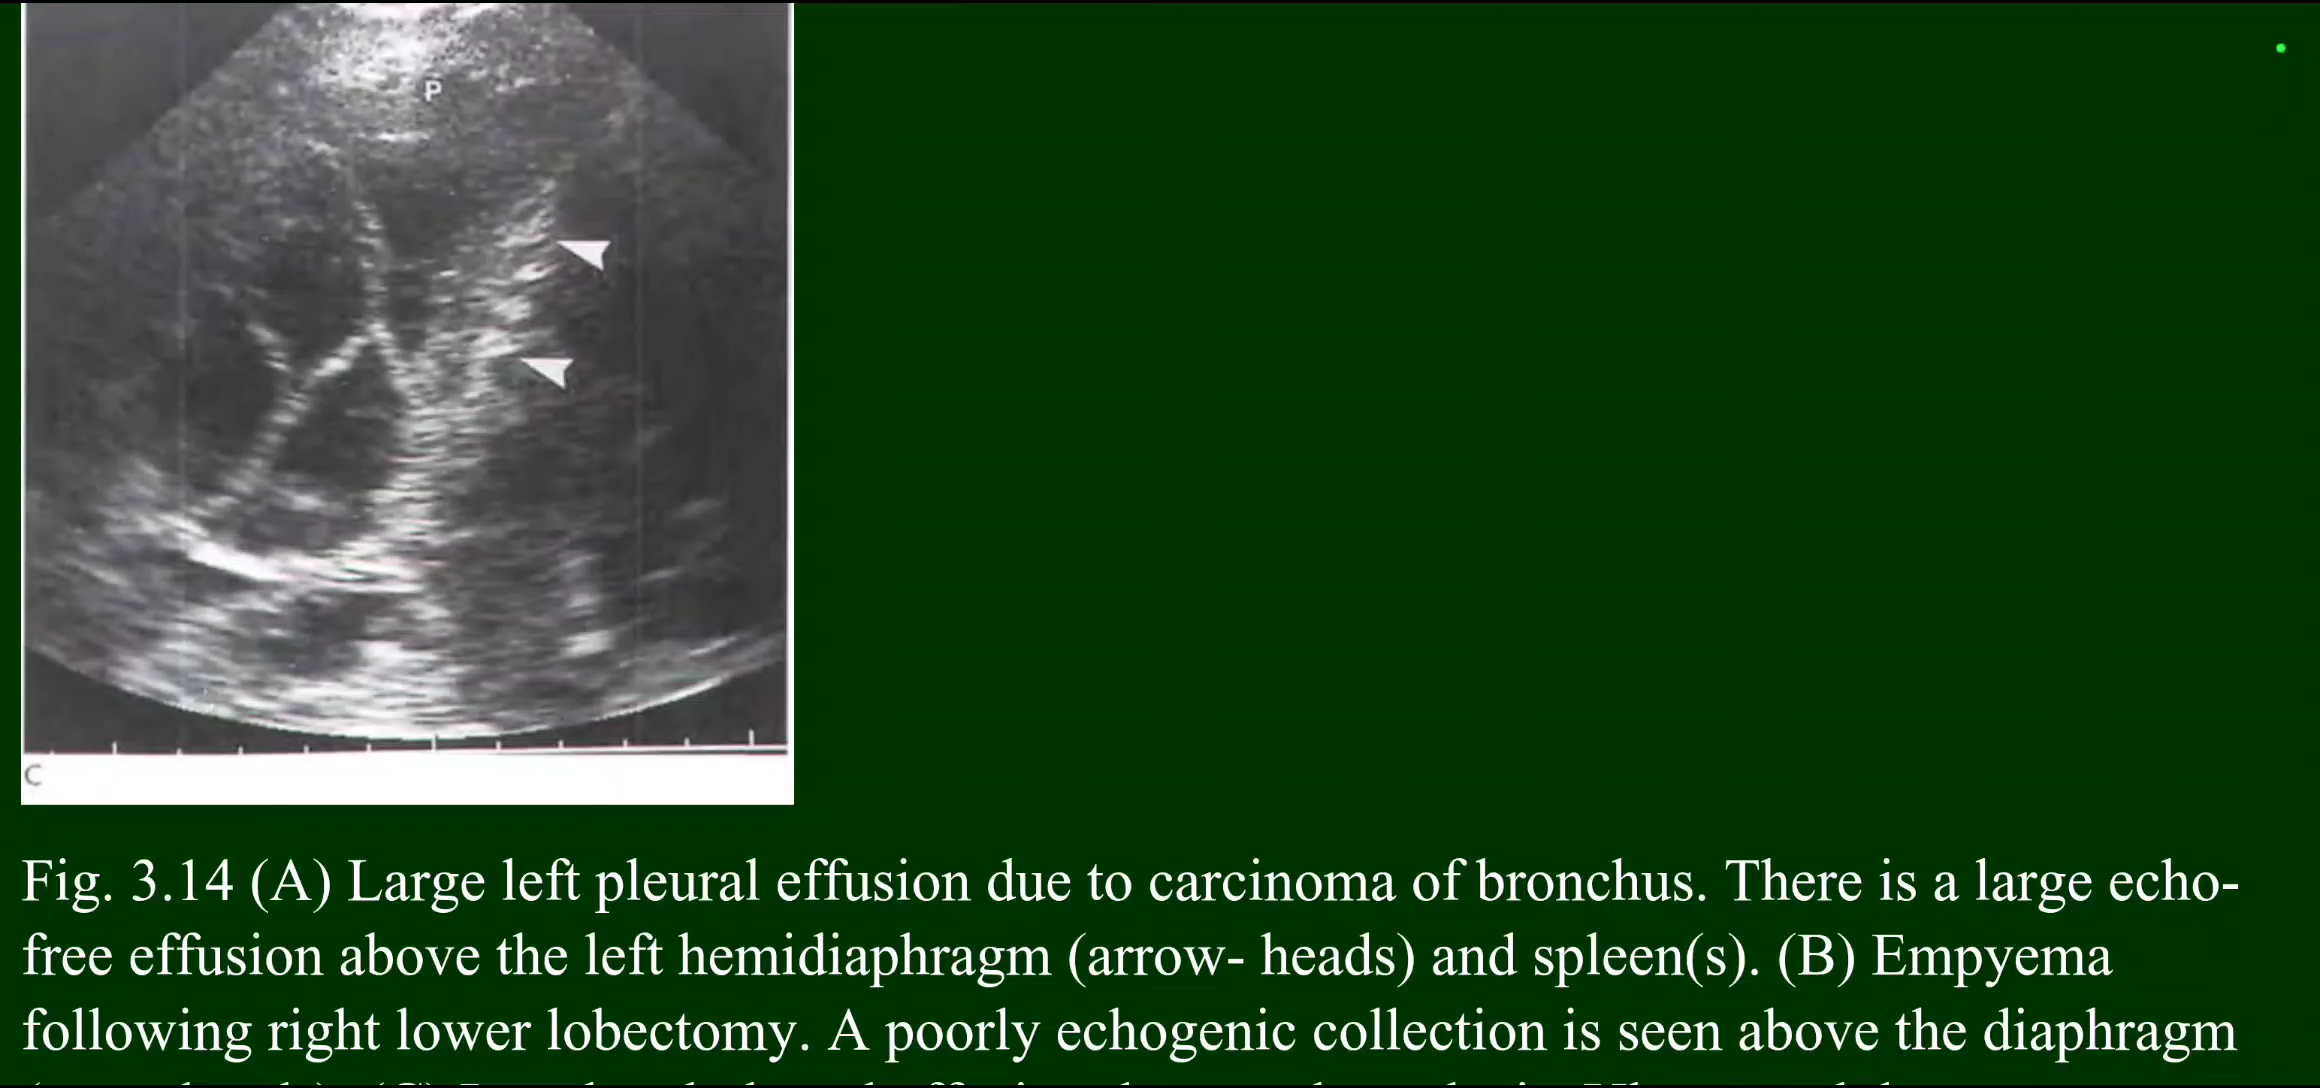 P
C
Fig. 3.14 (A) Large left pleural effusion due to carcinoma of bronchus. There is a large echo-
free effusion above the left hemidiaphragm (arrow- heads) and spleen(s). (B) Empyema
following right lower lobectomy. A poorly echogenic collection is seen above the diaphragm